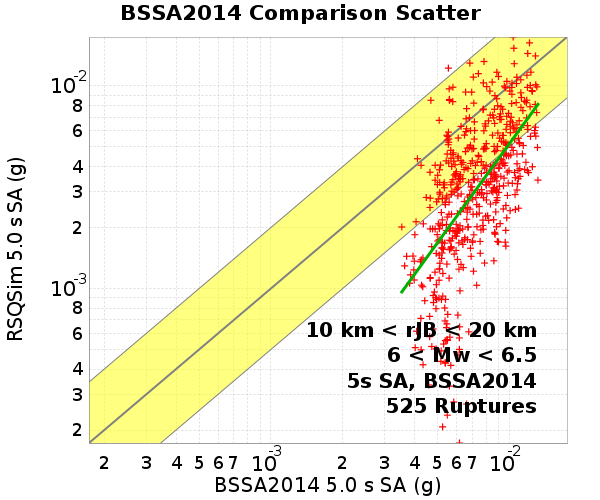 BSSA2014 Comparison Scatter
RSQSim 5.0 s SA (g)
10⁻²
8
6
4
3
2
10⁻³
8
6
4
3
2
10 km < rJB < 20 km
6 < Mw < 6.5
5s SA, BSSA2014
525 Ruptures
2 3 4 5 6 7 10⁻³ 2 3 4 5 6 7 10⁻²
BSSA2014 5.0 s SA (g)